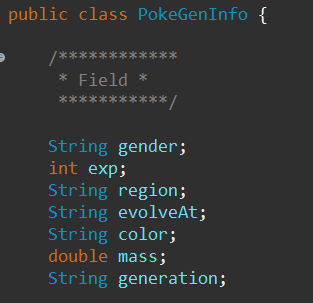 public class PokeGenInfo {
/************
* Field *
***********/
String gender;
int exp;
String region;
String evolveAt;
String color;
double mass;
String generation;